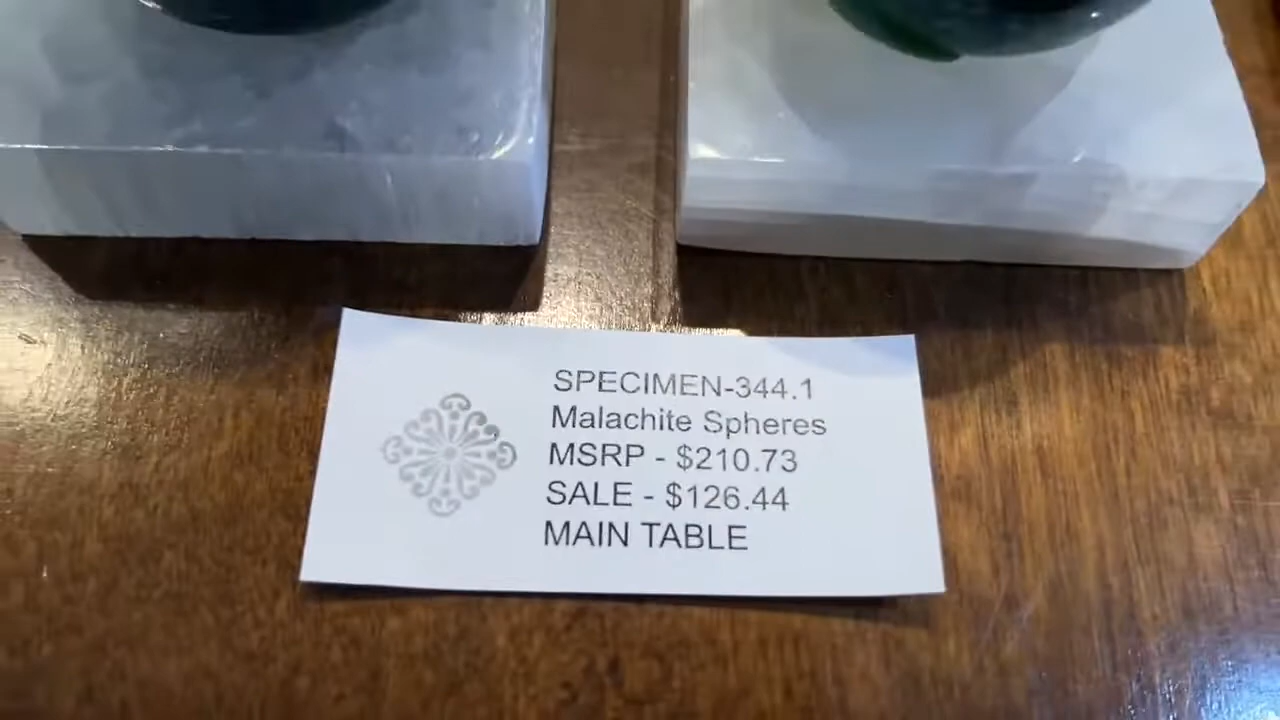 SPECIMEN-344.1
Malachite Spheres
MSRP - $210.73
SALE - $126.44
MAIN TABLE